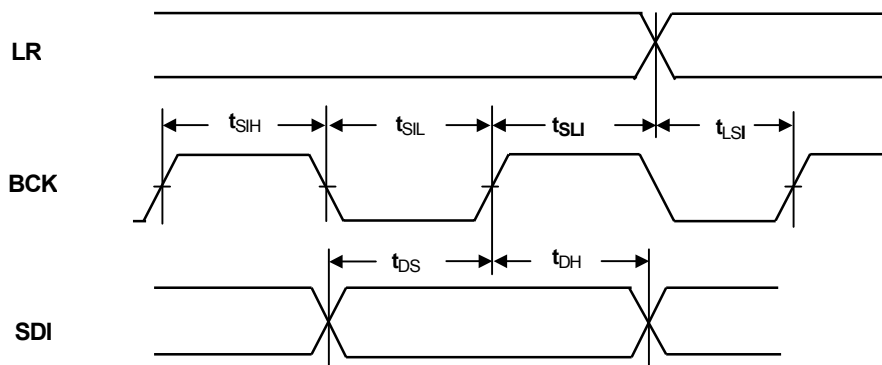 LR
tSIH tSIL tSLI tLSI
BCK
tDS tDH
SDI